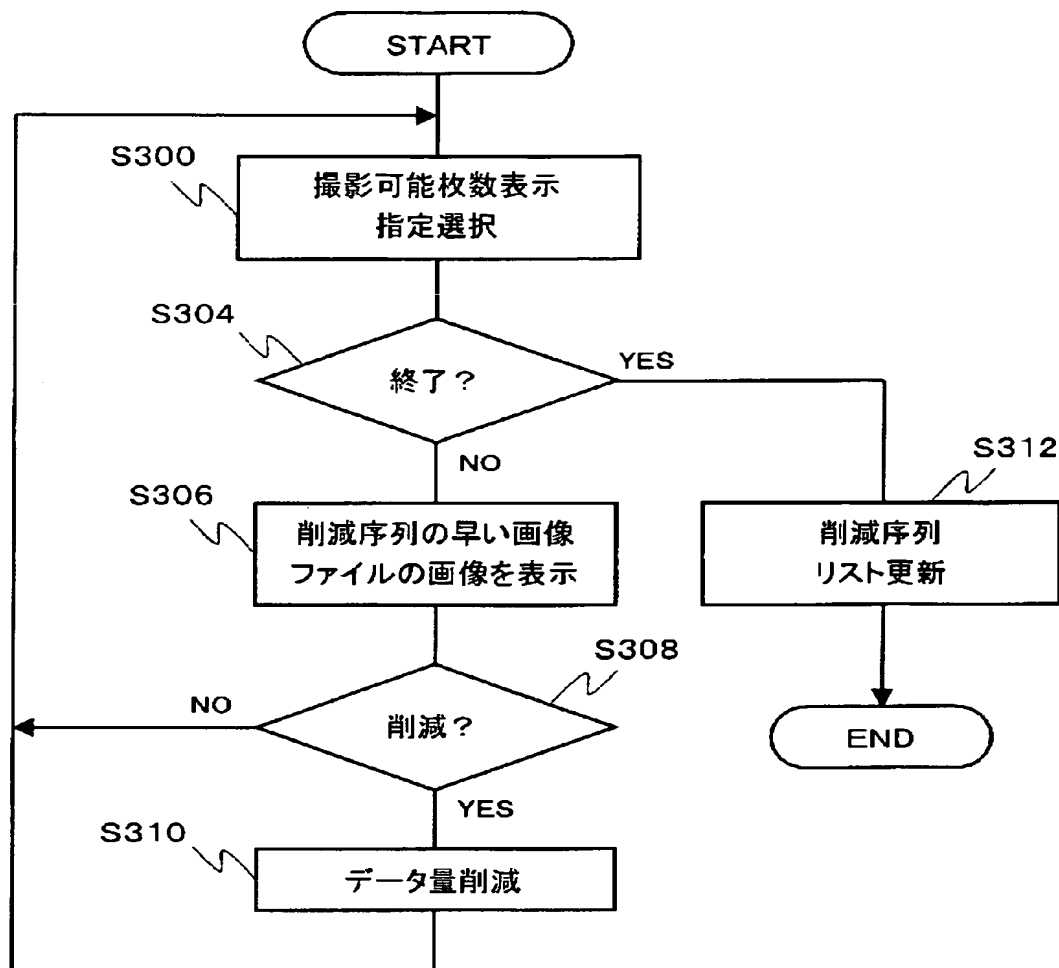 START
S300
撮影可能枚数表示
指定選択
S304
終了?
YES
NO
S306
削減序列の早い画像
ファイルの画像を表示
S312
削減序列
リスト更新
S308
削減?
NO
YES
END
S310
データ量削減